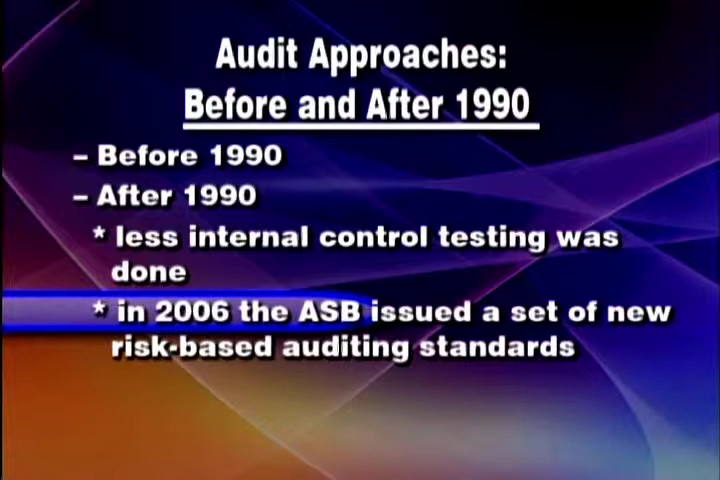 Audit Approaches:
Before and After 1990
– Before 1990
– After 1990
* less internal control testing was
done
* in 2006 the ASB issued a set of new
risk-based auditing standards